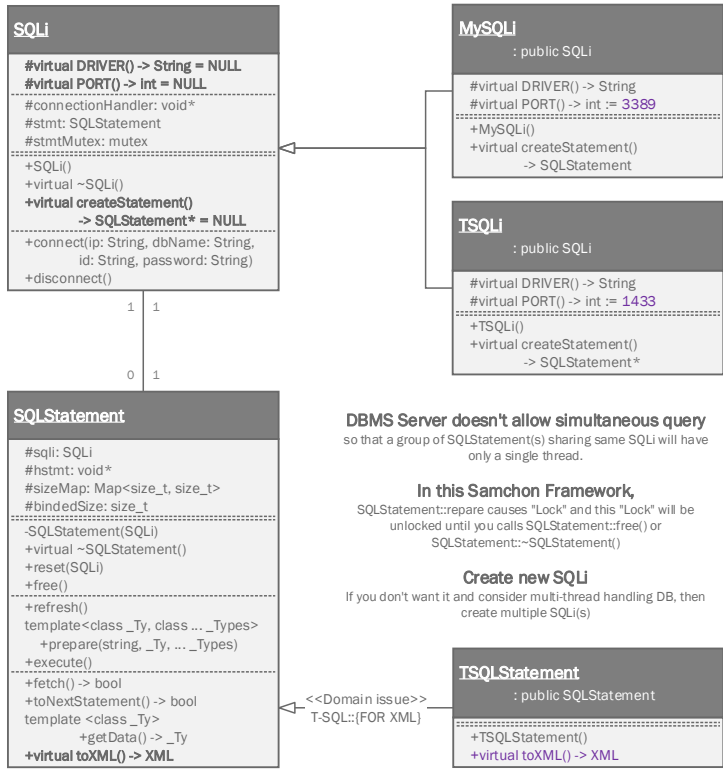 SQLi
#virtual DRIVER() -> String = NULL
#virtual PORT() -> int = NULL
#connectionHandler: void*
#stmt: SQLStatement
#stmtMutex: mutex
+SQLi()
+virtual ~SQLi()
+virtual createStatement()
-> SQLStatement* = NULL
+connect(ip: String, dbName: String,
id: String, password: String)
+disconnect()
MySQLi
: public SQLi
#virtual DRIVER() -> String
#virtual PORT() -> int := 3389
+MySQLi()
+virtual createStatement()
-> SQLStatement
TSQLi
: public SQLi
#virtual DRIVER() -> String
#virtual PORT() -> int := 1433
+TSQLi()
+virtual createStatement()
-> SQLStatement*
1 1
0 1
SQLStatement
#sqli: SQLi
#hstmt: void*
#sizeMap: Map<size_t, size_t>
#bindedSize: size_t
-SQLStatement(SQLi)
+virtual ~SQLStatement()
+reset(SQLi)
+free()
+refresh()
template<class _Ty, class ... _Types>
+prepare(string, _Ty, ... _Types)
+execute()
+fetch() -> bool
+toNextStatement() -> bool
template <class _Ty>
+getData() -> _Ty
+virtual toXML() -> XML
DBMS Server doesn't allow simultaneous query
so that a group of SQLStatement(s) sharing same SQLi will have
only a single thread.
In this Samchon Framework,
SQLStatement::repare causes "Lock" and this "Lock" will be
unlocked until you calls SQLStatement::free() or
SQLStatement::~SQLStatement()
Create new SQLi
If you don't want it and consider multi-thread handling DB, then
create multiple SQLi(s)
<<Domain issue>>
T-SQL::{FOR XML}
TSQLStatement
: public SQLStatement
+TSQLStatement()
+virtual toXML() -> XML